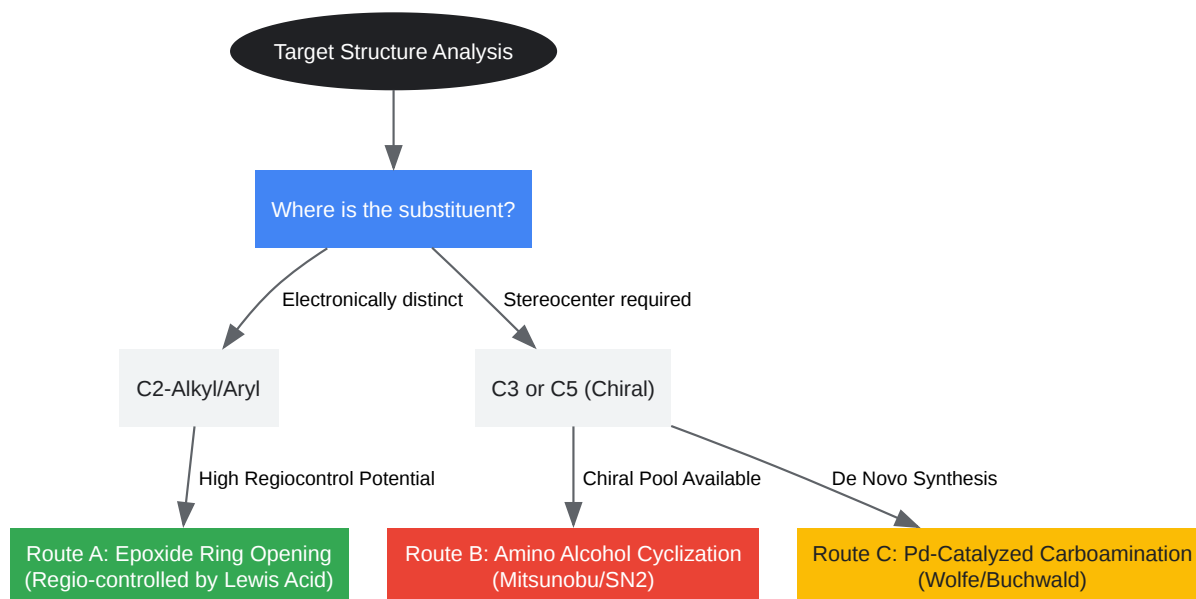 Target Structure Analysis
Where is the substituent?
Electronically distinct
Stereocenter required
C2-Alkyl/Aryl
C3 or C5 (Chiral)
High Regiocontrol Potential
Chiral Pool Available
De Novo Synthesis
Route A: Epoxide Ring Opening
(Regio-controlled by Lewis Acid)
Route B: Amino Alcohol Cyclization
(Mitsunobu/SN2)
Route C: Pd-Catalyzed Carboamination
(Wolfe/Buchwald)